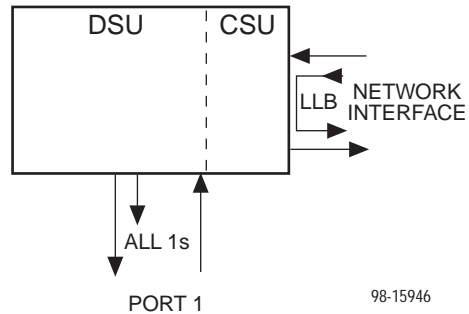 DSU
CSU
LLB
NETWORK
INTERFACE
ALL 1s
PORT 1
98-15946